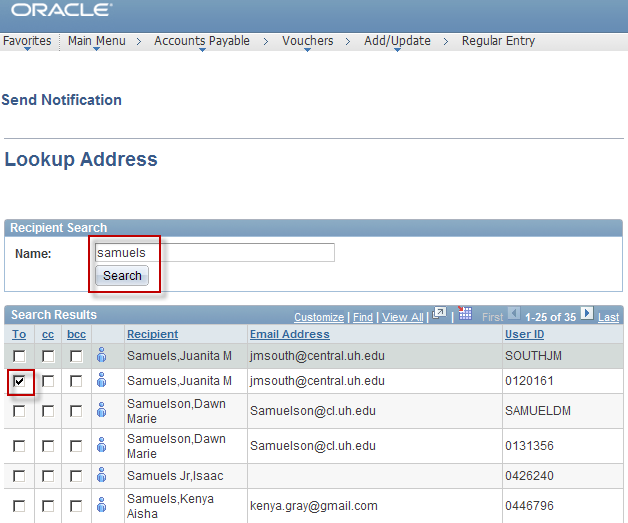 ORACLE
Favorites Main Menu > Accounts Payable > Vouchers > Add/Update > Regular Entry
Send Notification
Lookup Address
Recipient Search
Name: samuels
Search
Search Results Customize | Find | View All | | First 1-25 of 35 Last
To cc bcc Recipient Email Address User ID
Samuels,Juanita M jmsouth@central.uh.edu SOUTHJM
Samuels,Juanita M jmsouth@central.uh.edu 0120161
Samuelson,Dawn
Marie Samuelson@cl.uh.edu SAMUELDM
Samuelson,Dawn
Marie Samuelson@cl.uh.edu 0131356
Samuels Jr,Isaac 0426240
Samuels,Kenya
Aisha kenya.gray@gmail.com 0446796